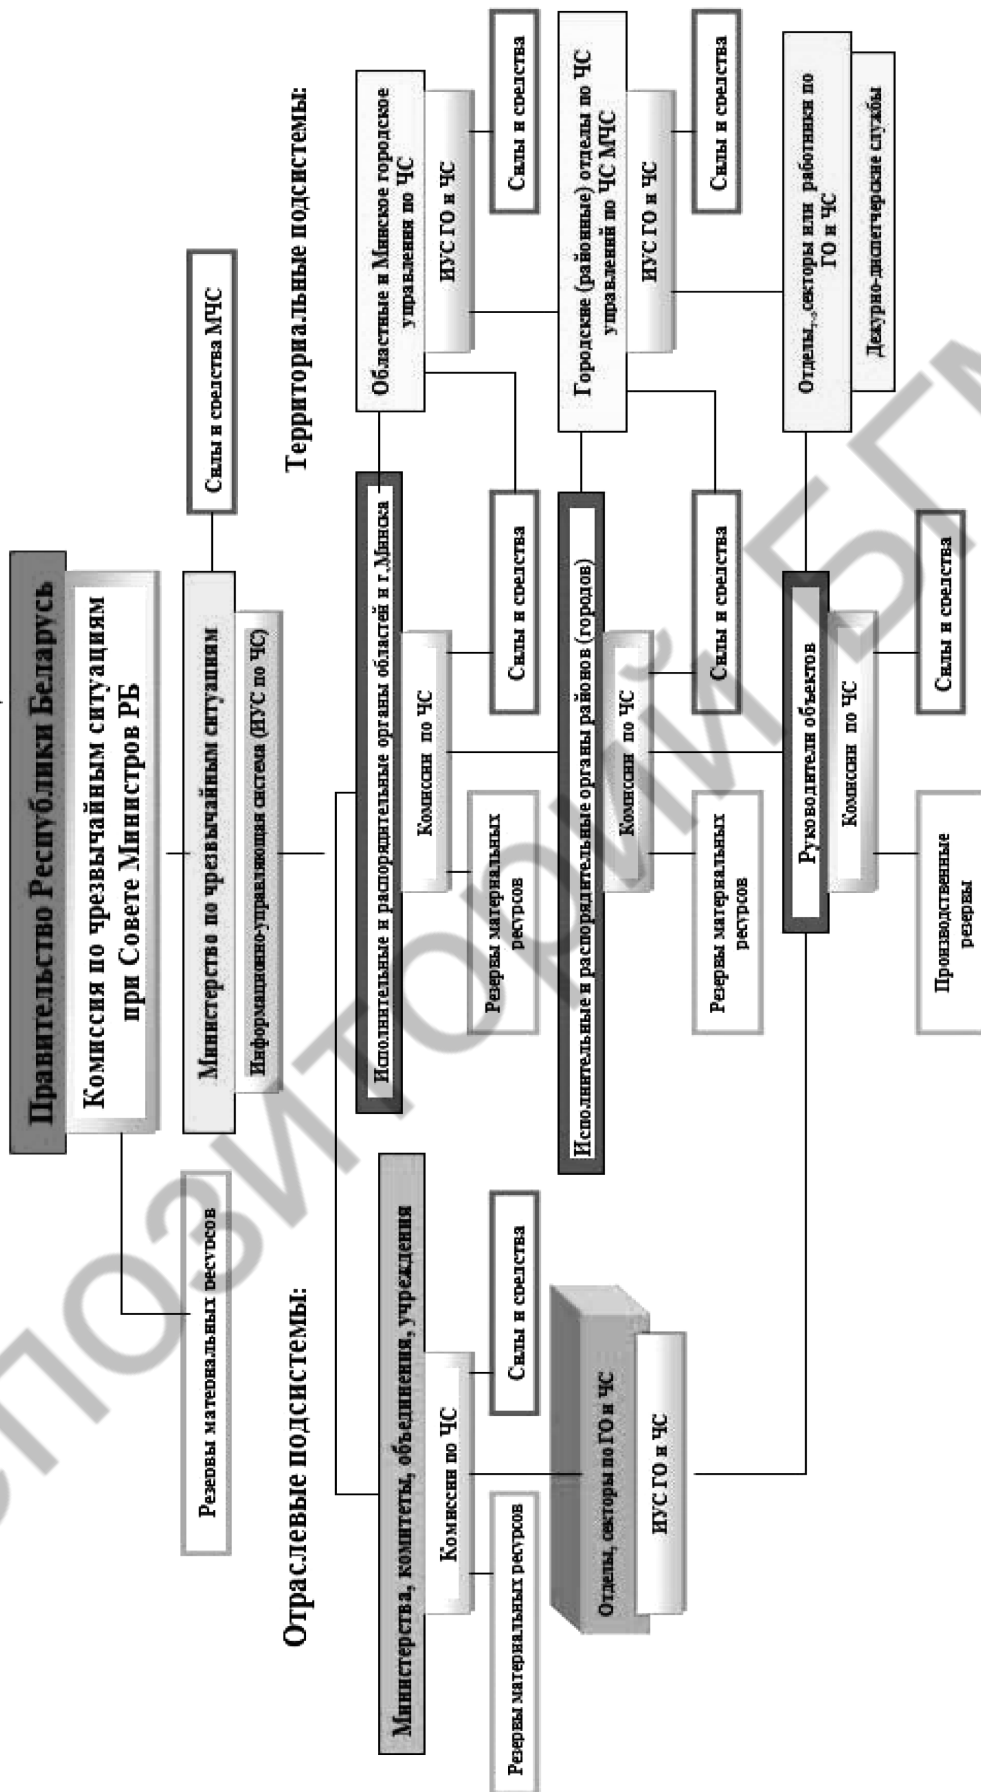 Правительство Республики Беларусь
Комиссия по чрезвычайным ситуациям
при Совете Министров РБ
Резервы материальных ресурсов
Министерство по чрезвычайным ситуациям
Информационно-управляющая система (ИУС по ЧС)
Силы и средства МЧС
Отраслевые подсистемы:
Территориальные подсистемы:
Министерства, комитеты, объединения, учреждения
Комиссии по ЧС
Резервы материальных ресурсов
Силы и средства
Отделы, секторы по ГО и ЧС
ИУС ГО и ЧС
Исполнительные и распорядительные органы областей и г.Минска
Комиссии по ЧС
Резервы материальных
ресурсов
Силы и средства
Областные и Минское городское
управления по ЧС
ИУС ГО и ЧС
Силы и средства
Исполнительные и распорядительные органы районов (городов)
Комиссии по ЧС
Резервы материальных
ресурсов
Силы и средства
Городские (районные) отделы по ЧС
управлений по ЧС МЧС
ИУС ГО и ЧС
Силы и средства
Руководители объектов
Комиссии по ЧС
Производственные
резервы
Силы и средства
Отделы, секторы или работники по
ГО и ЧС
Дежурно-диспетчерские службы